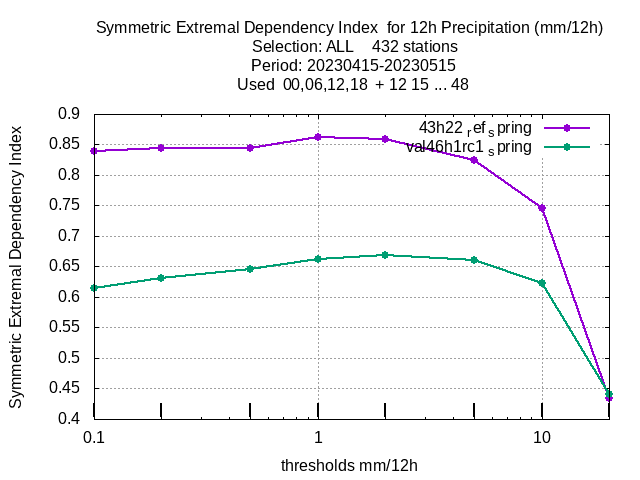 Symmetric Extremal Dependency Index  for 12h Precipitation (mm/12h)
Selection: ALL    432 stations
Period: 20230415-20230515
Used  00,06,12,18  + 12 15 ... 48
43h22 ref spring
val46h1rc1 spring
Symmetric Extremal Dependency Index
0.9
0.85
0.8
0.75
0.7
0.65
0.6
0.55
0.5
0.45
0.4
0.1
1
10
thresholds mm/12h